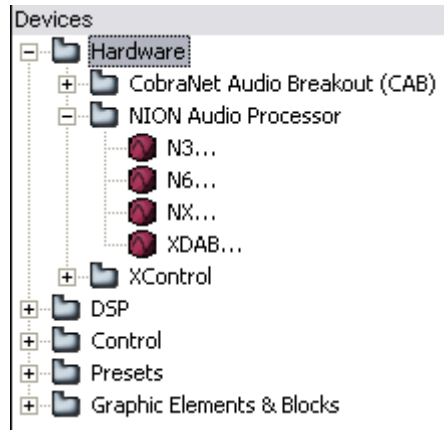 Devices
Hardware
CobraNet Audio Breakout (CAB)
NION Audio Processor
N3...
N6...
NX...
XDAB...
XControl
DSP
Control
Presets
Graphic Elements & Blocks